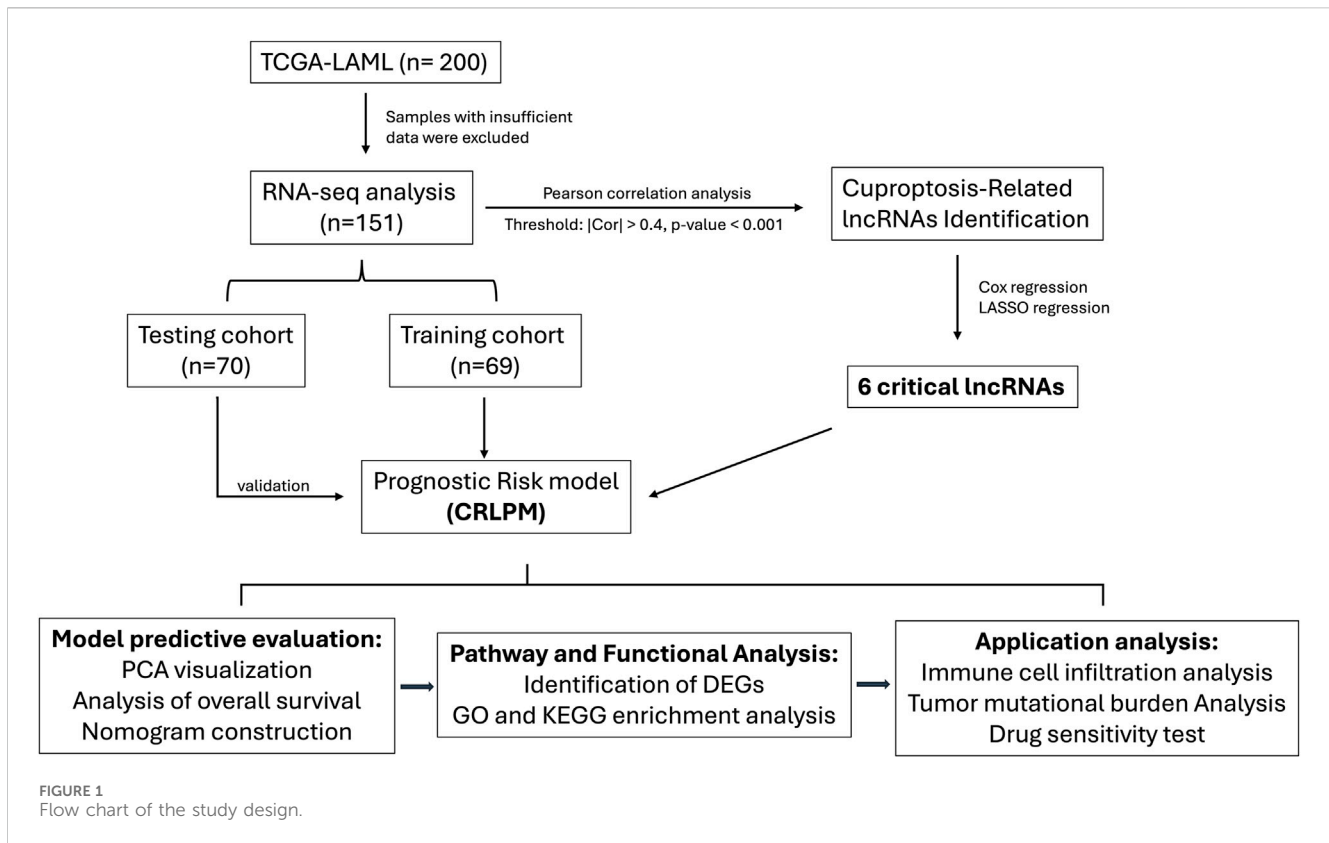 TCGA-LAML (n= 200)
Samples with insufficient
data were excluded
RNA-seq analysis
(n=151)
Pearson correlation analysis
Threshold: |Cor| > 0.4, p-value < 0.001
Cuproptosis-Related
lncRNAs Identification
Cox regression
LASSO regression
Testing cohort
(n=70)
Training cohort
(n=69)
6 critical lncRNAs
validation
Prognostic Risk model
(CRLPM)
Model predictive evaluation:
PCA visualization
Analysis of overall survival
Nomogram construction
Pathway and Functional Analysis:
Identification of DEGs
GO and KEGG enrichment analysis
Application analysis:
Immune cell infiltration analysis
Tumor mutational burden Analysis
Drug sensitivity test
FIGURE 1
Flow chart of the study design.